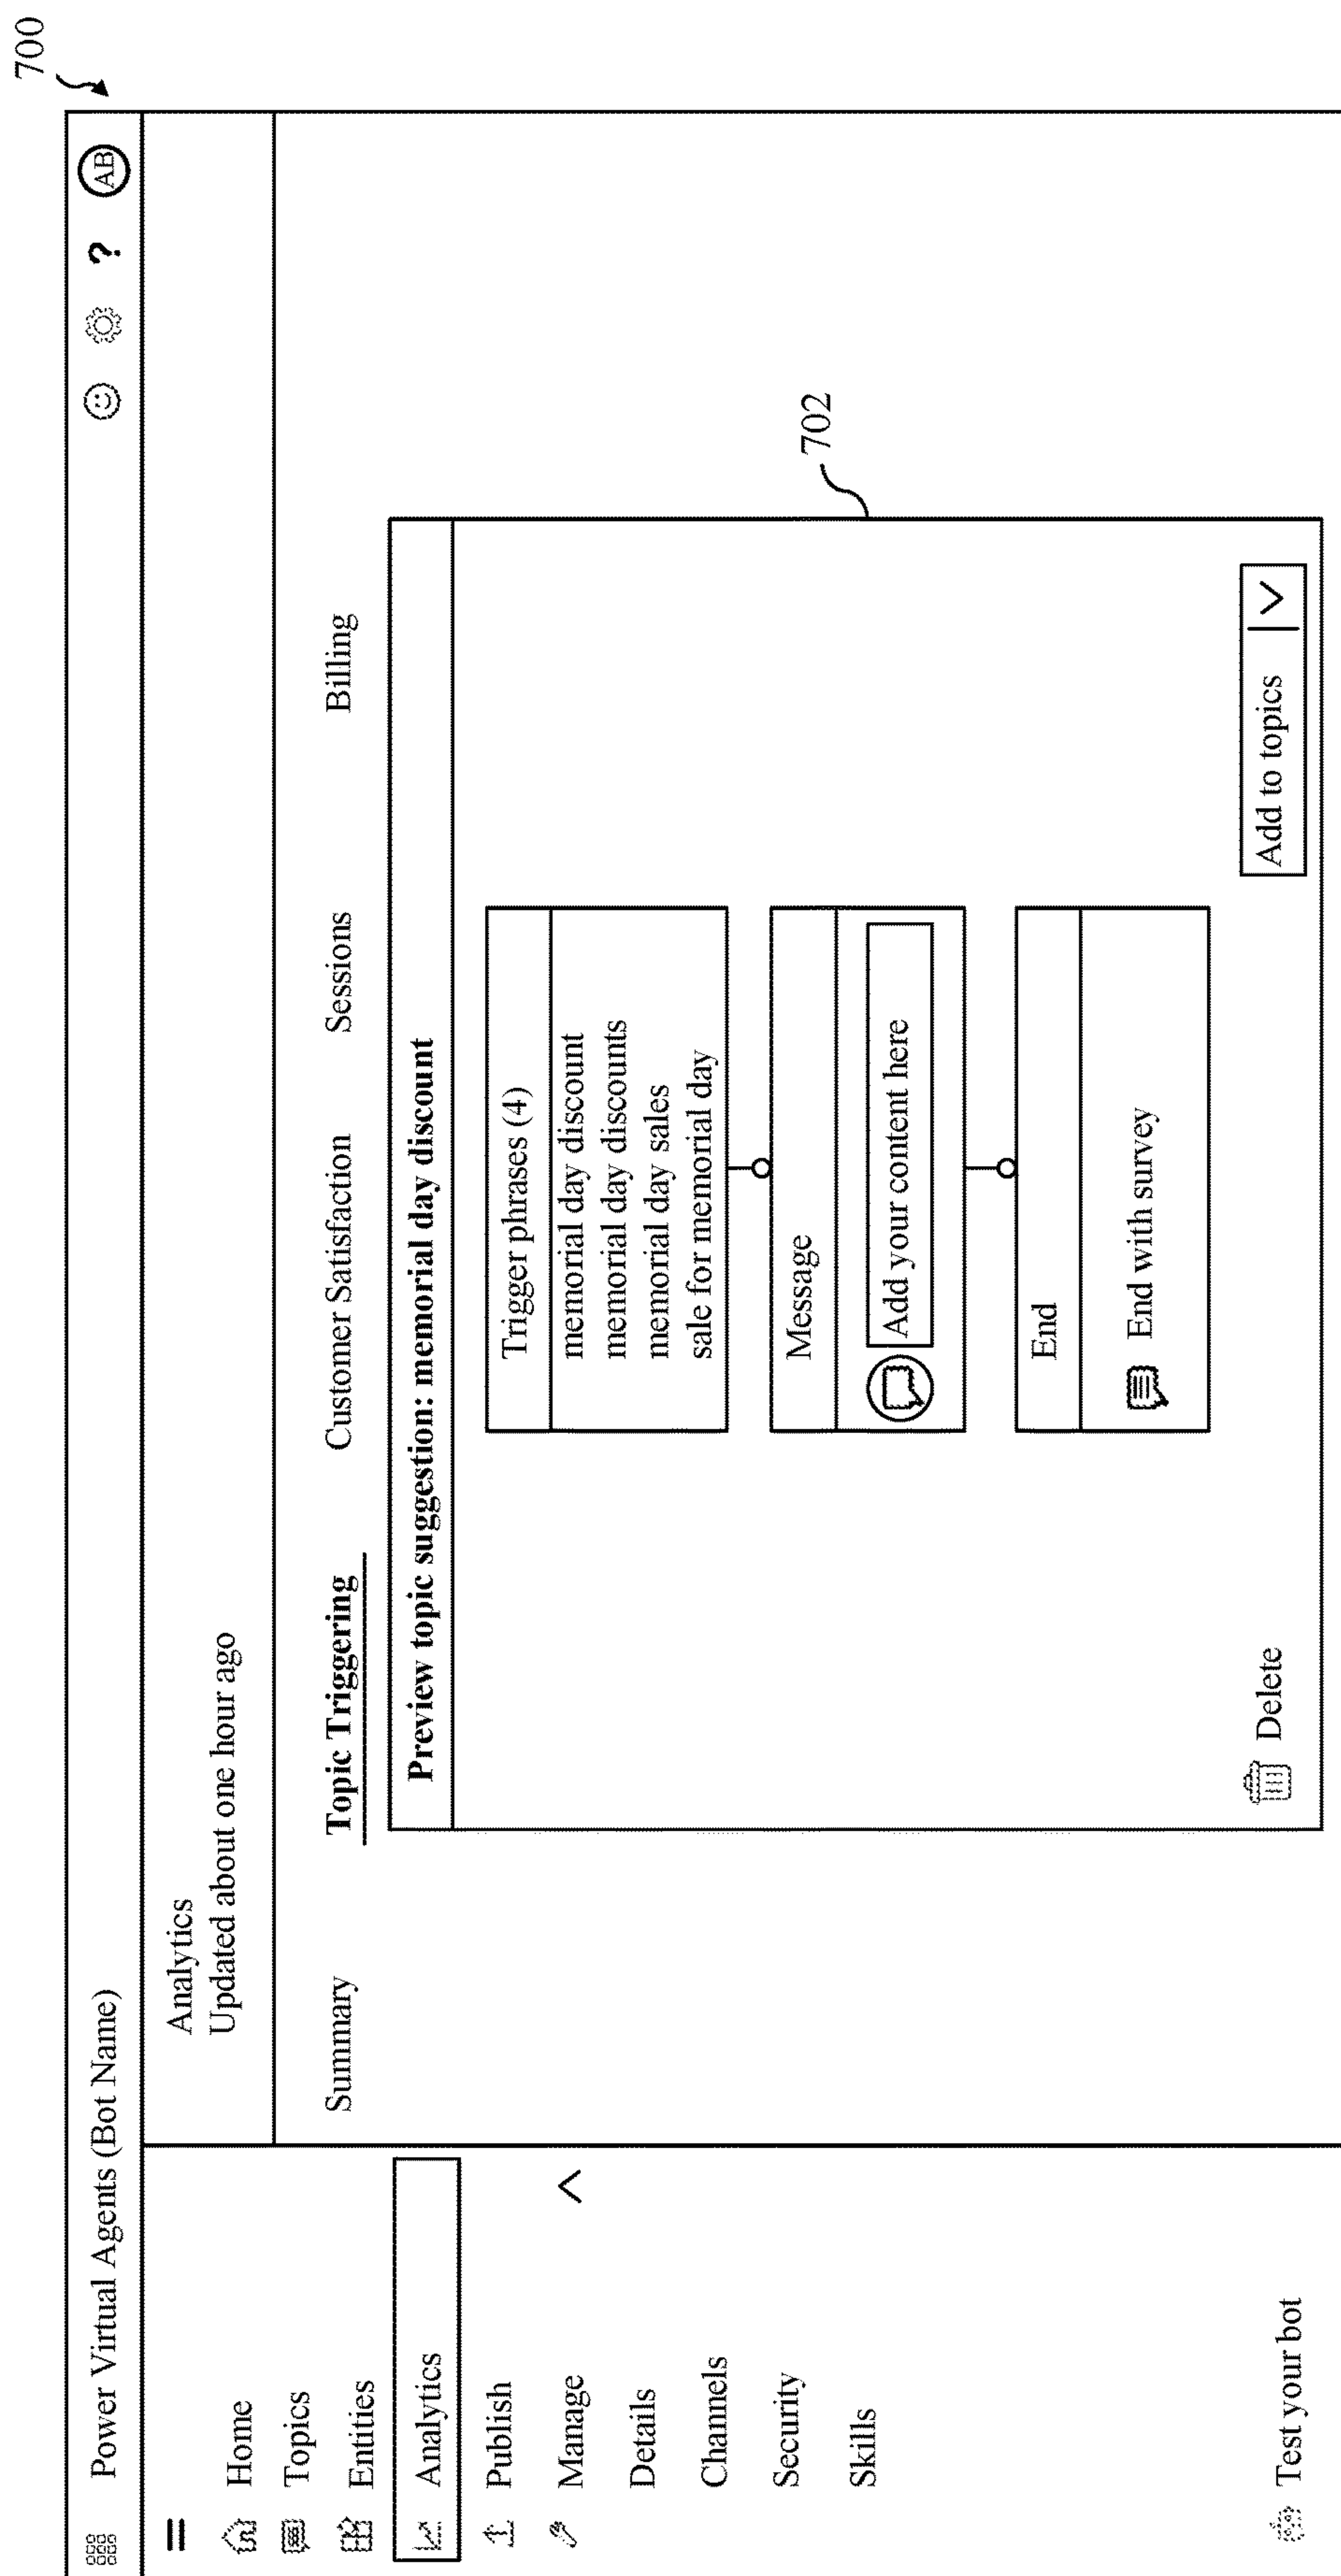 700
Power Virtual Agents (Bot Name)
?
AB
Home
Topics
Entities
Analytics
Publish
Manage
Details
Channels
Security
Skills
Test your bot
Analytics
Updated about one hour ago
Summary
Topic Triggering
Customer Satisfaction
Sessions
Billing
Preview topic suggestion: memorial day discount
702
Trigger phrases (4)
memorial day discount
memorial day discounts
memorial day sales
sale for memorial day
Message
Add your content here
End
End with survey
Delete
Add to topics